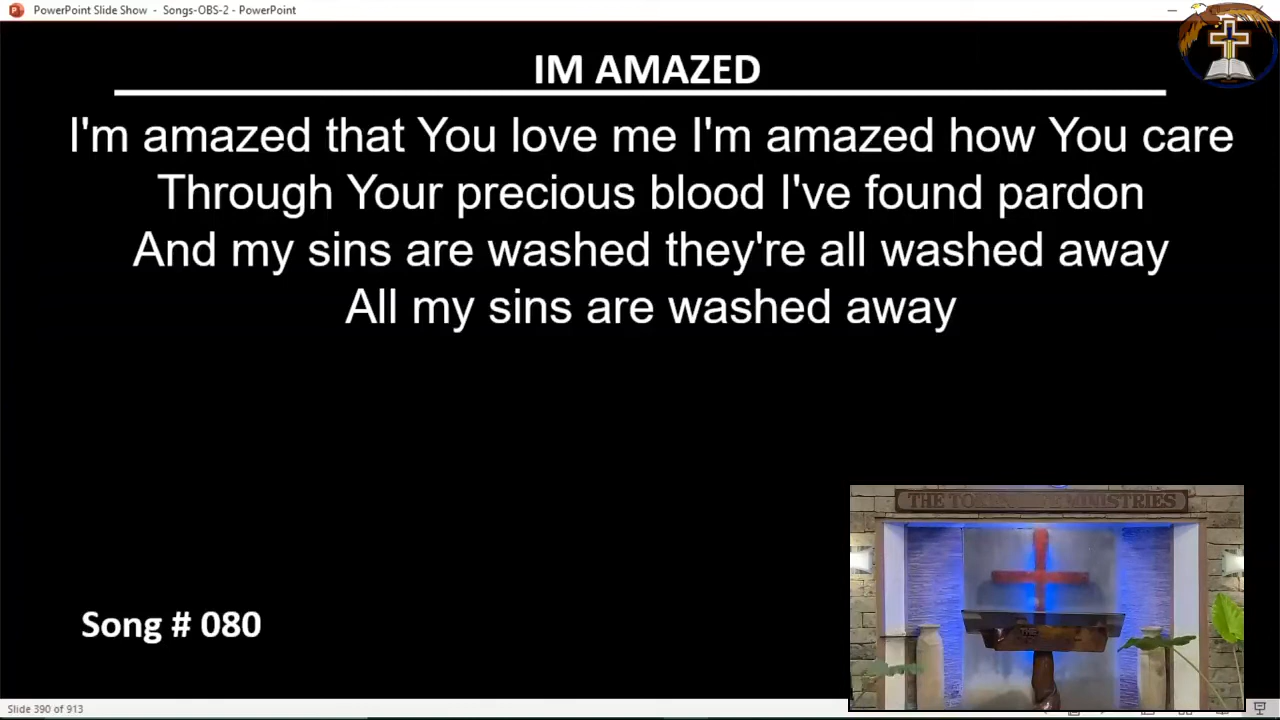 PowerPoint Slide Show - Songs-OBS-2 - PowerPoint
IM AMAZED
I'm amazed that You love me I'm amazed how You care
Through Your precious blood I've found pardon
And my sins are washed they're all washed away
All my sins are washed away
THE MINISTRIES
Song # 080
Slide 390 of 913